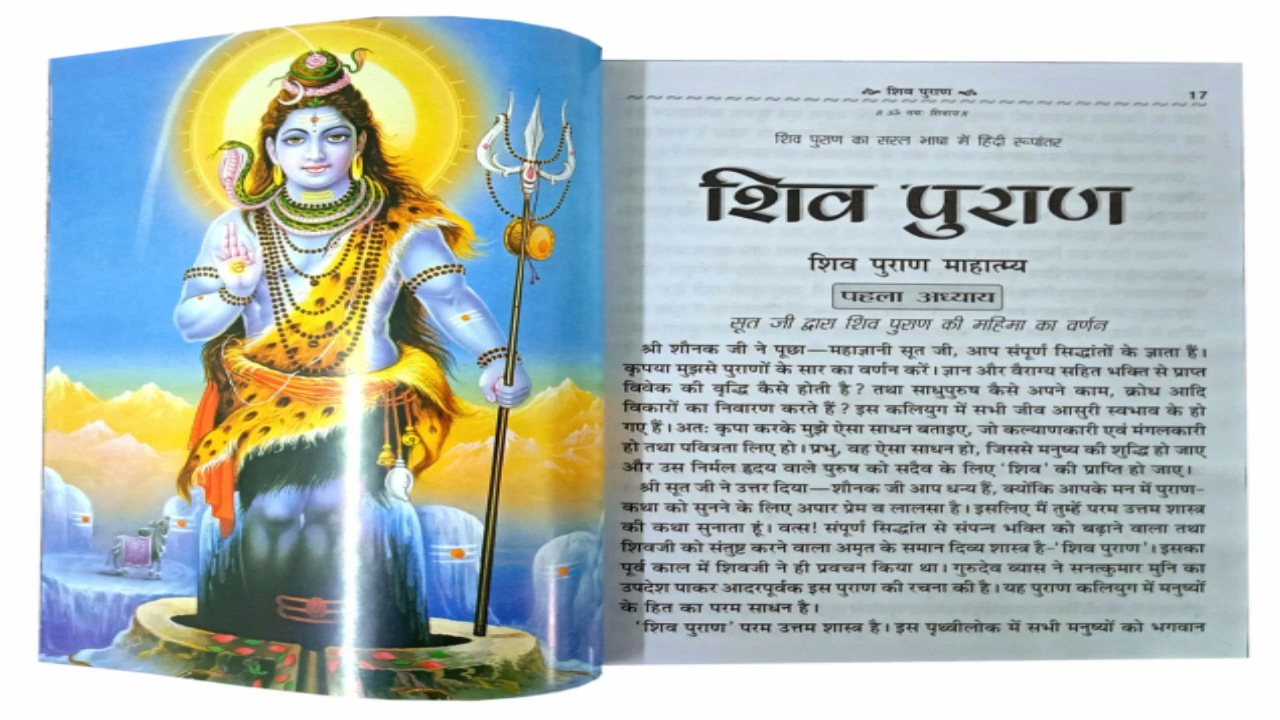 शिव पुराण
17
॥ ॐ नमः शिवाय ॥
शिव पुराण का सरल भाषा में हिंदी रूपांतर
शिव पुराण
शिव पुराण माहात्म्य
पहला अध्याय
सूत जी द्वारा शिव पुराण की महिमा का वर्णन
श्री शौनक जी ने पूछा—महाज्ञानी सूत जी, आप संपूर्ण सिद्धांतों के ज्ञाता हैं।
कृपया मुझसे पुराणों के सार का वर्णन करें। ज्ञान और वैराग्य सहित भक्ति से प्राप्त
विवेक की वृद्धि कैसे होती है? तथा साधुपुरुष कैसे अपने काम, क्रोध आदि
विकारों का निवारण करते हैं? इस कलियुग में सभी जीव आसुरी स्वभाव के हो
गए हैं। अतः कृपा करके मुझे ऐसा साधन बताइए, जो कल्याणकारी एवं मंगलकारी
हो तथा पवित्रता लिए हो। प्रभु, वह ऐसा साधन हो, जिससे मनुष्य की शुद्धि हो जाए
और उस निर्मल हृदय वाले पुरुष को सदैव के लिए 'शिव' की प्राप्ति हो जाए।
श्री सूत जी ने उत्तर दिया—शौनक जी आप धन्य हैं, क्योंकि आपके मन में पुराण-
कथा को सुनने के लिए अपार प्रेम व लालसा है। इसलिए मैं तुम्हें परम उत्तम शास्त्र
की कथा सुनाता हूं। वत्स! संपूर्ण सिद्धांत से संपन्न भक्ति को बढ़ाने वाला तथा
शिवजी को संतुष्ट करने वाला अमृत के समान दिव्य शास्त्र है-'शिव पुराण'। इसका
पूर्व काल में शिवजी ने ही प्रवचन किया था। गुरुदेव व्यास ने सनत्कुमार मुनि का
उपदेश पाकर आदरपूर्वक इस पुराण की रचना की है। यह पुराण कलियुग में मनुष्यों
के हित का परम साधन है।
'शिव पुराण' परम उत्तम शास्त्र है। इस पृथ्वीलोक में सभी मनुष्यों को भगवान